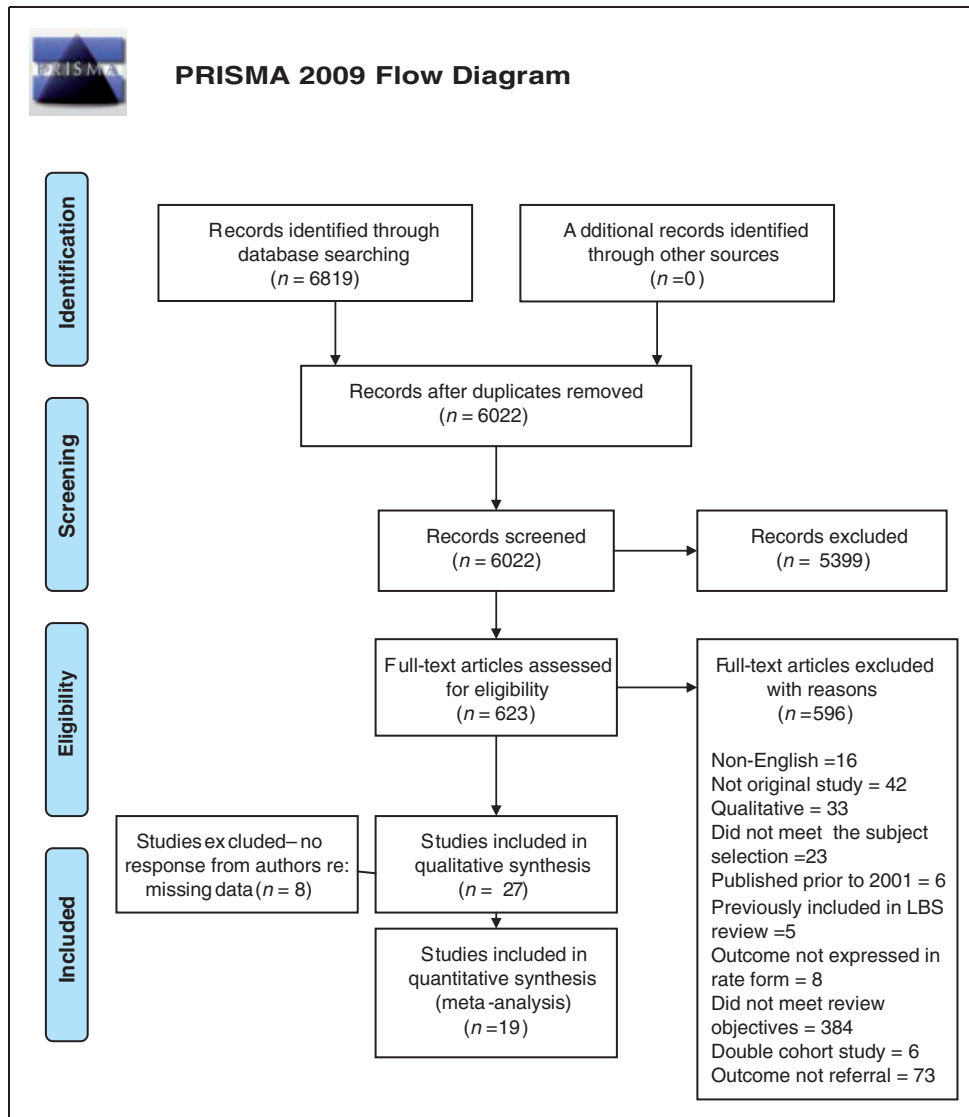 PRISMA
PRISMA 2009 Flow Diagram
Identification
Records identified through
database searching
(n = 6819)
Additional records identified
through other sources
(n =0 )
Records after duplicates removed
(n = 6022)
Screening
Records screened
(n = 6022)
Records excluded
(n = 5399)
Eligibility
Full-text articles assessed
for eligibility
(n = 623)
Full-text articles excluded
with reasons
(n =596)
Non-English =16
Not original study = 42
Qualitative = 33
Did not meet the subject
selection =23
Published prior to 2001 = 6
Previously included in LBS
review =5
Outcome not expressed in
rate form = 8
Did not meet review
objectives = 384
Double cohort study = 6
Outcome not referral = 73
Included
Studies excluded– no
response from authors re:
missing data (n = 8)
Studies included in
qualitative synthesis
(n = 27)
Studies included in
quantitative synthesis
(meta-analysis)
(n =19)